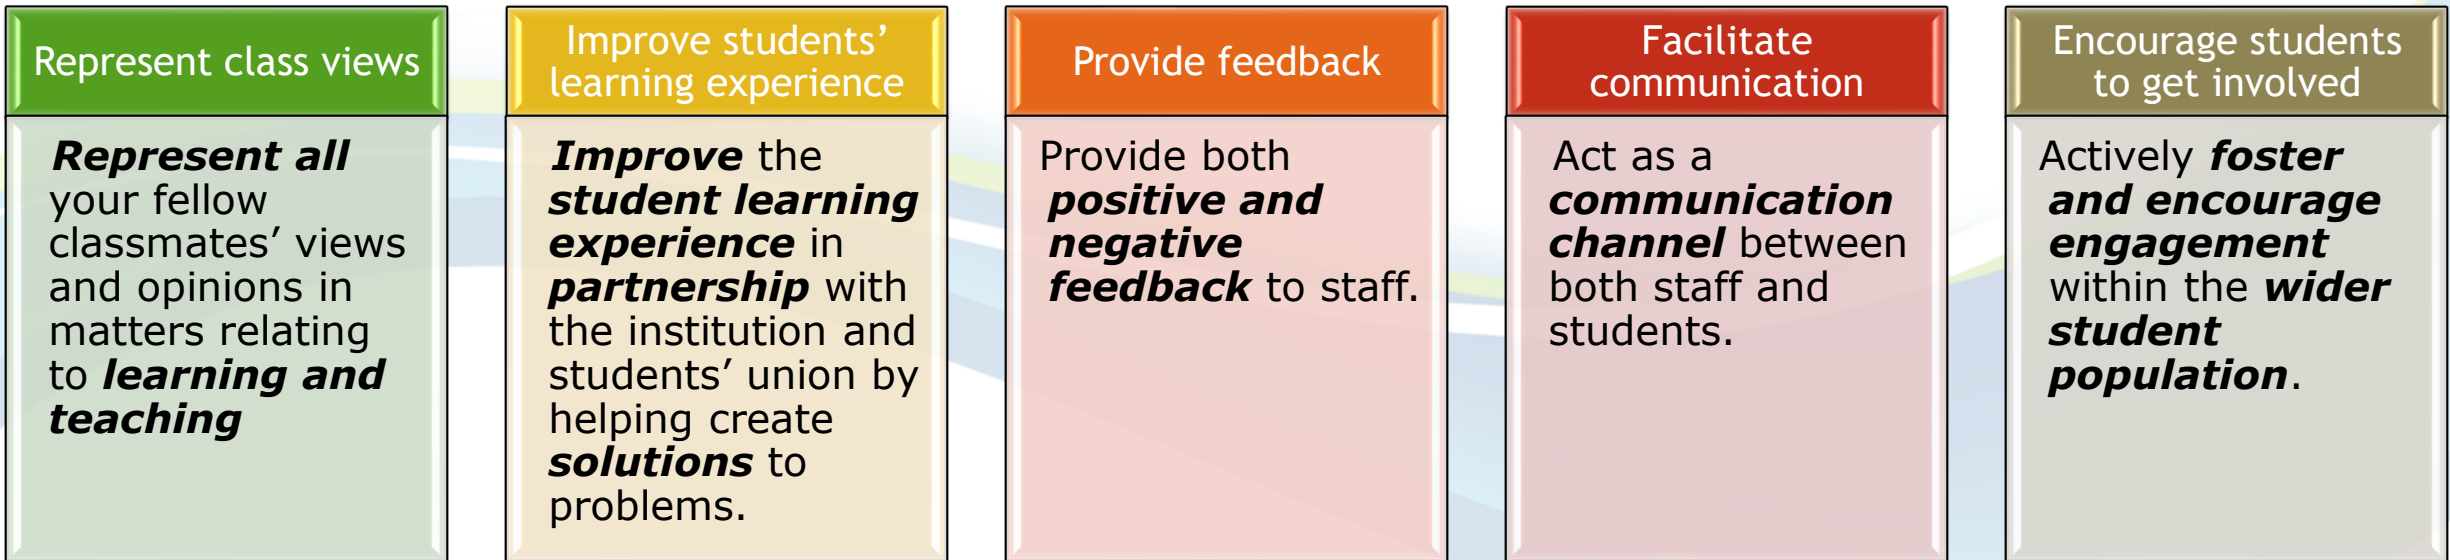 Represent class views
Represent all
your fellow
classmates’ views
and opinions in
matters relating
to learning and
teaching
Improve students’
learning experience
Improve the
student learning
experience in
partnership with
the institution and
students’ union by
helping create
solutions to
problems.
Provide feedback
Provide both
positive and
negative
feedback to staff.
Facilitate
communication
Act as a
communication
channel between
both staff and
students.
Encourage students
to get involved
Actively foster
and encourage
engagement
within the wider
student
population.